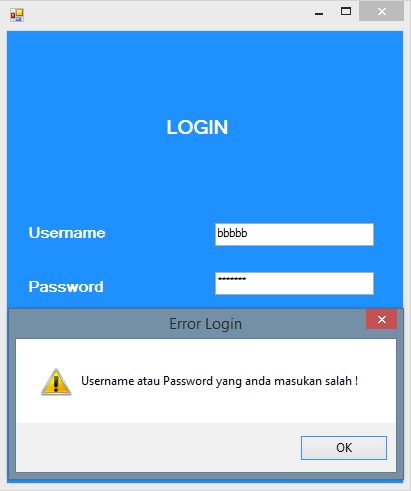 LOGIN
Username bbbbb
Password *******
Error Login
Username atau Password yang anda masukan salah !
OK